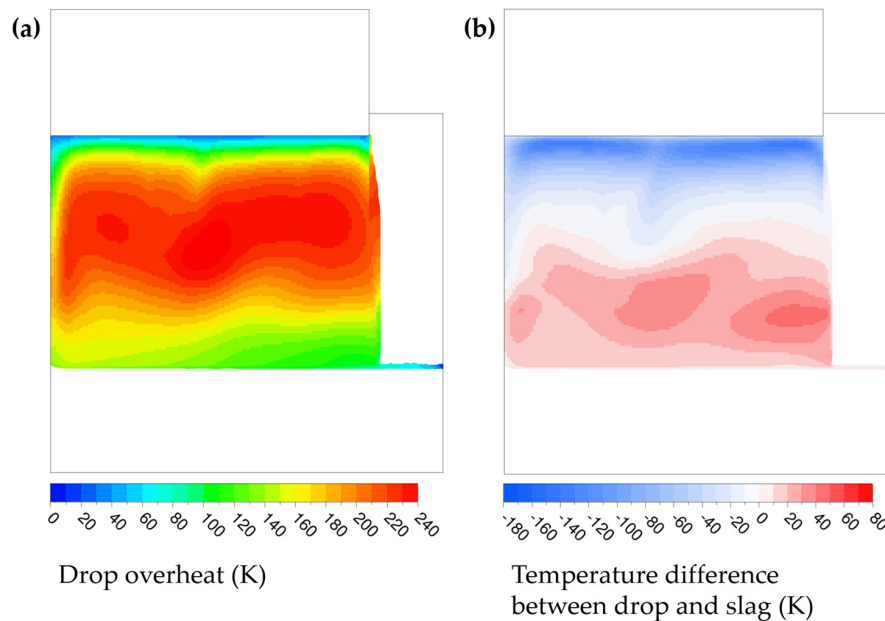 (a)
(b)
0 20 40 60 80 100 120 140 160 180 200 220 240
-180 -160 -140 -120 -100 -80 -60 -40 -20 0 20 40 60 80
Drop overheat (K)
Temperature difference
between drop and slag (K)